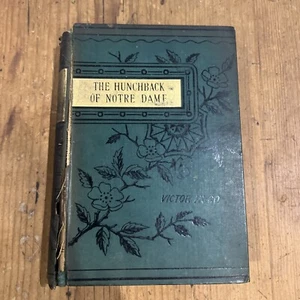 THE HUNCHBACK
OF NOTRE DAME
VICTOR